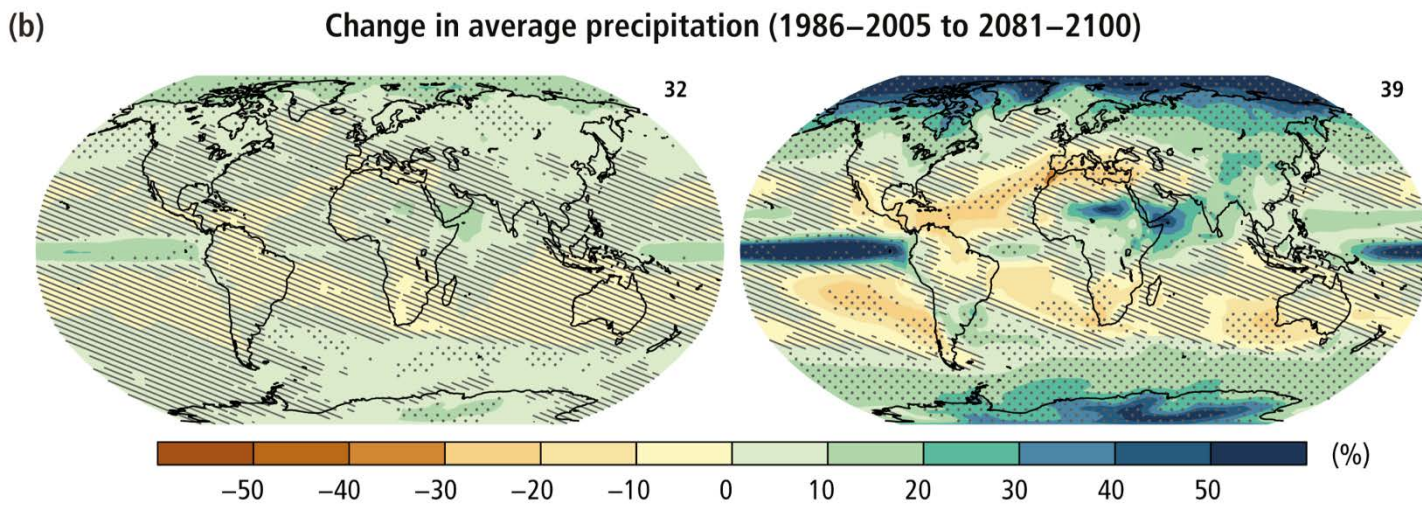 (b) Change in average precipitation (1986–2005 to 2081–2100)
32 39
–50 –40 –30 –20 –10 0 10 20 30 40 50 (%)